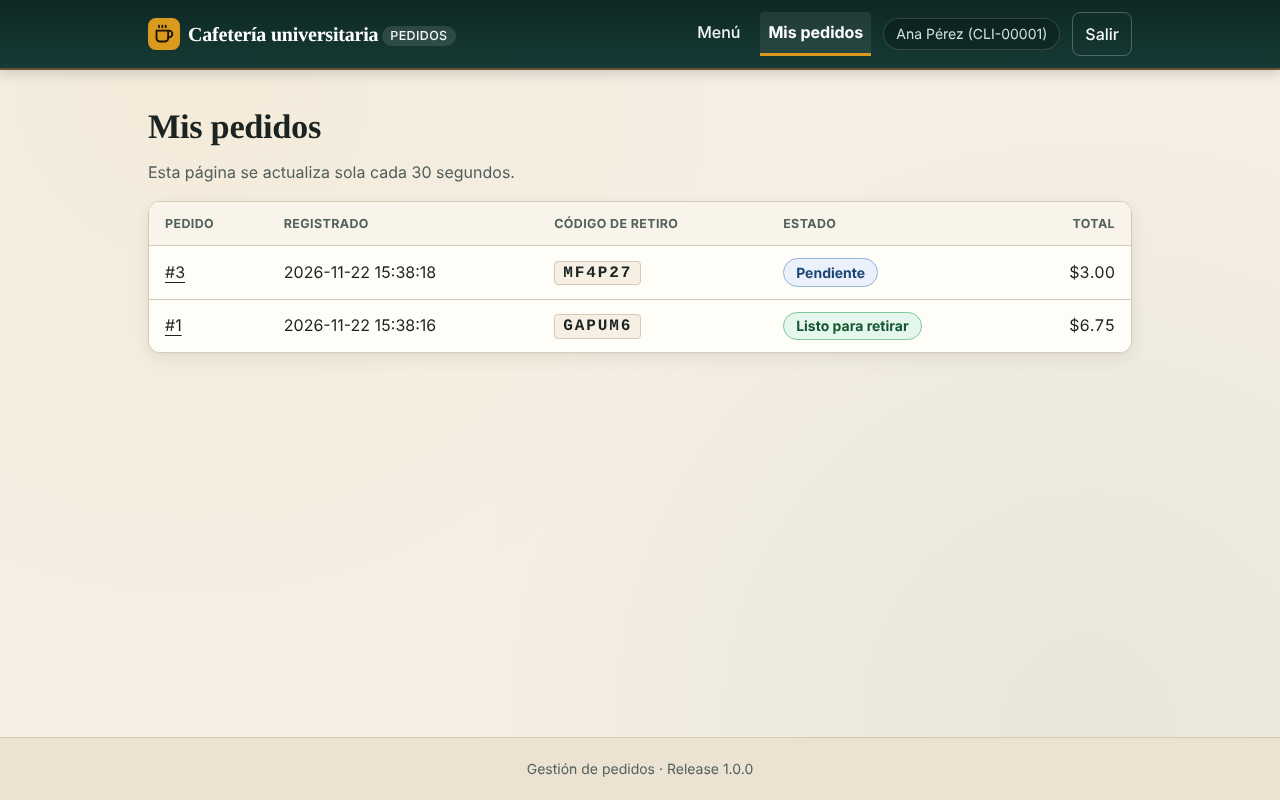 Cafetería universitaria PEDIDOS Menú Mis pedidos Ana Pérez (CLI-00001) Salir
Mis pedidos
Esta página se actualiza sola cada 30 segundos.
PEDIDO REGISTRADO CÓDIGO DE RETIRO ESTADO TOTAL
#3 2026-11-22 15:38:18 MF4P27 Pendiente $3.00
#1 2026-11-22 15:38:16 GAPUM6 Listo para retirar $6.75
Gestión de pedidos · Release 1.0.0